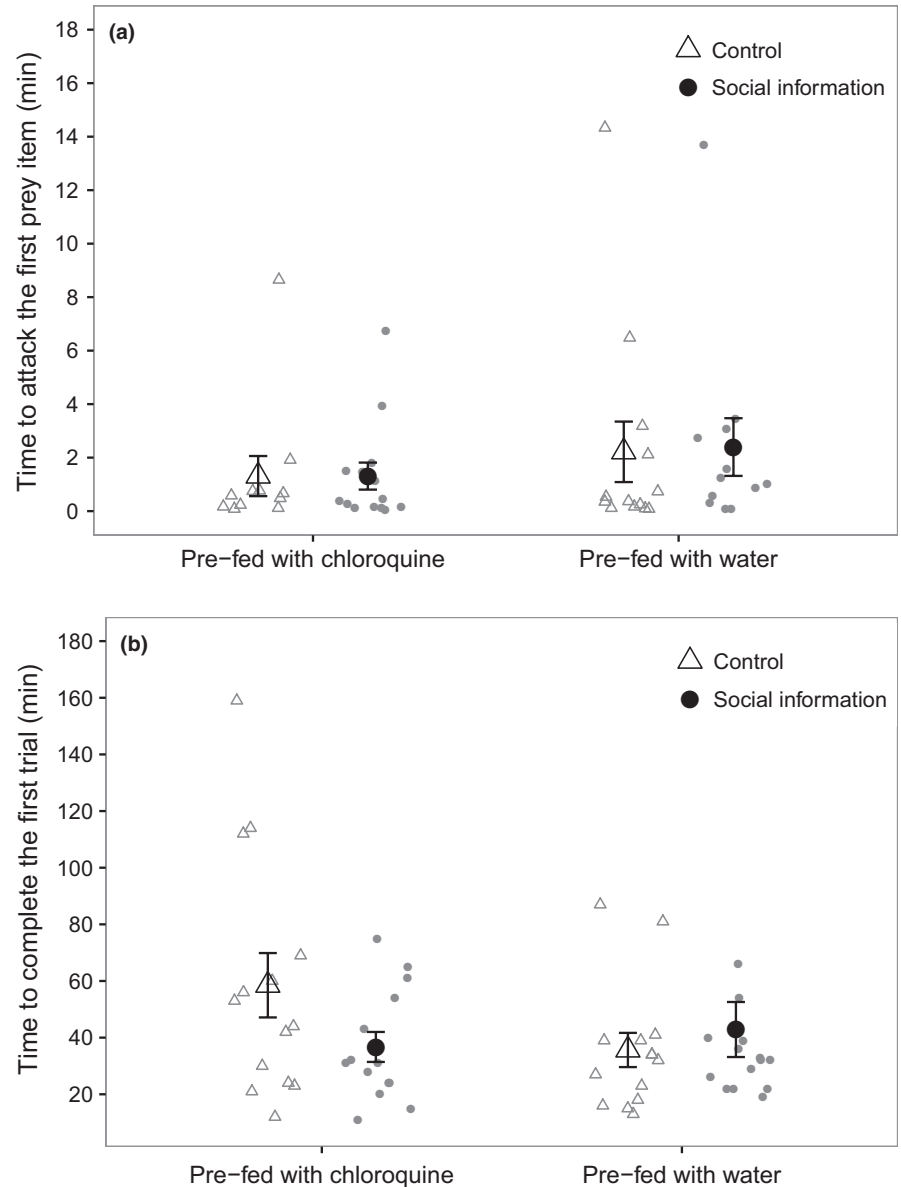 (a)
Control
Social information
Time to attack the first prey item (min)
18
16
14
12
10
8
6
4
2
0
Pre−fed with chloroquine
Pre−fed with water
(b)
Control
Social information
Time to complete the first trial (min)
180
160
140
120
100
80
60
40
20
Pre−fed with chloroquine
Pre−fed with water